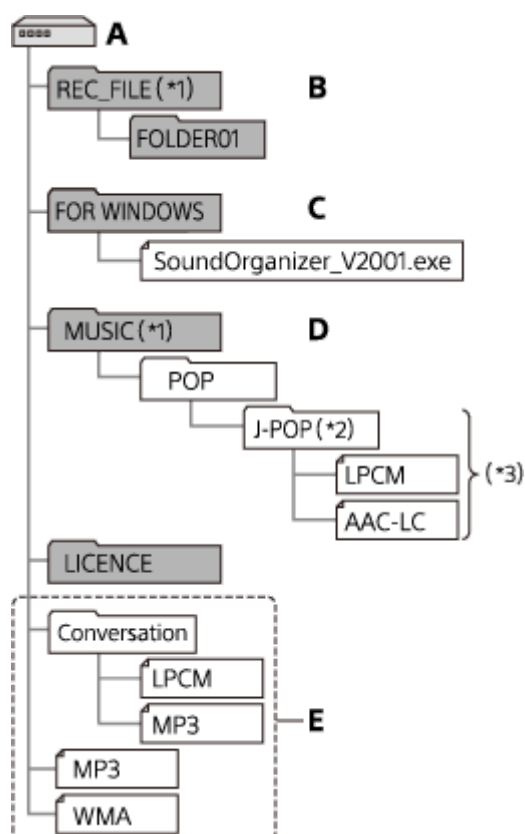 A
REC_FILE(*1)
B
FOLDER01
FOR WINDOWS
C
SoundOrganizer_V2001.exe
MUSIC(*1)
D
POP
J-POP(*2)
LPCM
(*3)
AAC-LC
LICENCE
Conversation
LPCM
MP3
E
MP3
WMA